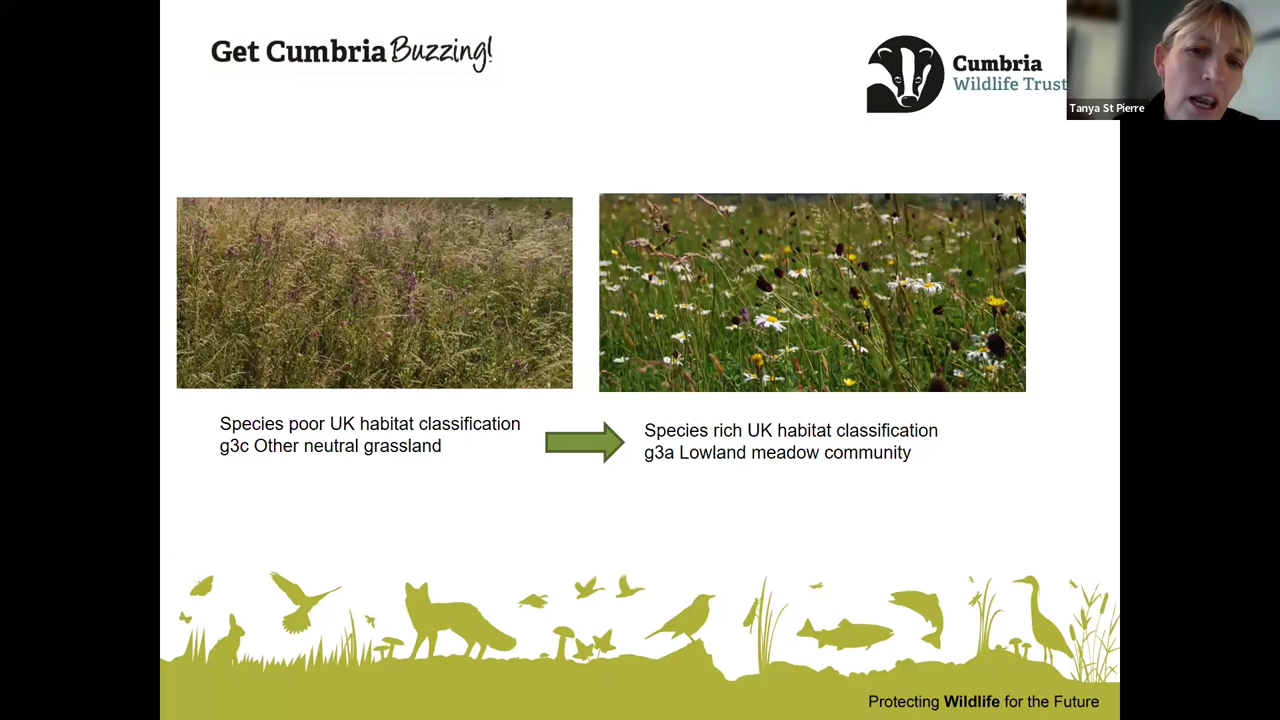 Get Cumbria Buzzing!
Cumbria
Wildlife Trust
Tanya St Pierre
Species poor UK habitat classification
g3c Other neutral grassland
Species rich UK habitat classification
g3a Lowland meadow community
Protecting Wildlife for the Future